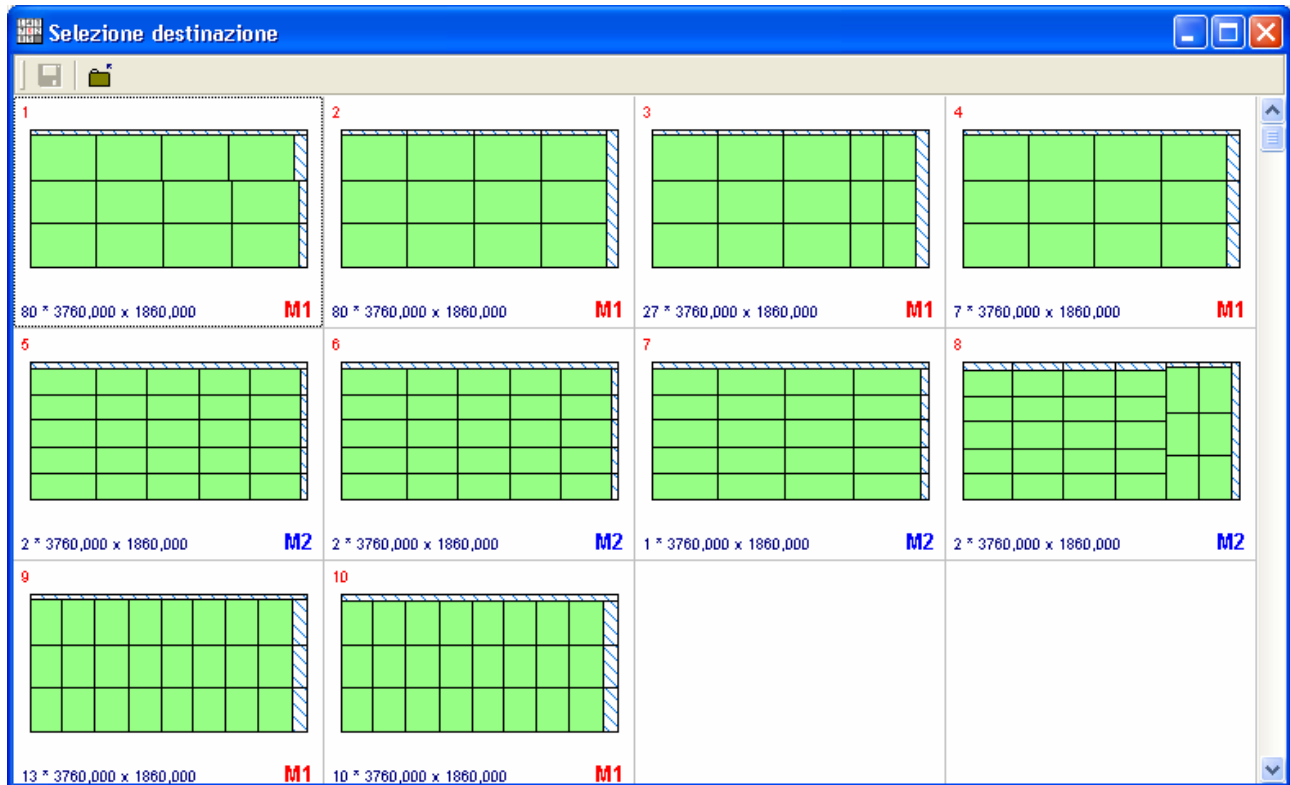 Selezione destinazione
1
2
3
4
80 * 3760,000 x 1860,000 M1
80 * 3760,000 x 1860,000 M1
27 * 3760,000 x 1860,000 M1
7 * 3760,000 x 1860,000 M1
5
6
7
8
2 * 3760,000 x 1860,000 M2
2 * 3760,000 x 1860,000 M2
1 * 3760,000 x 1860,000 M2
2 * 3760,000 x 1860,000 M2
9
10
13 * 3760,000 x 1860,000 M1
10 * 3760,000 x 1860,000 M1